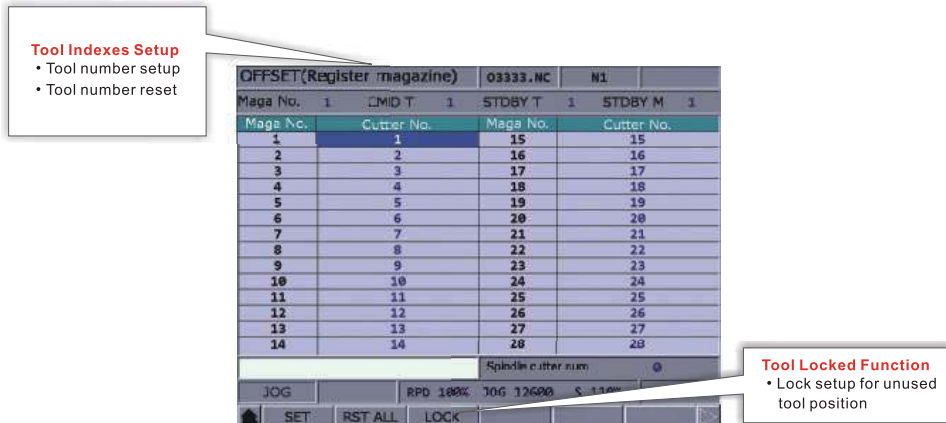 Tool Indexes Setup
• Tool number setup
• Tool number reset
OFFSET(Register magazine) O3333.NC N1
Maga No. 1 CMID T 1 STDBY T 1 STDBY M 1
Maga No. Cutter No. Maga No. Cutter No.
1 1 15 15
2 2 16 16
3 3 17 17
4 4 18 18
5 5 19 19
6 6 20 20
7 7 21 21
8 8 22 22
9 9 23 23
10 10 24 24
11 11 25 25
12 12 26 26
13 13 27 27
14 14 28 28
Spindle cutter num 0
JOG RPD 100% JOG 12600 S 110%
SET RST ALL LOCK
Tool Locked Function
• Lock setup for unused
tool position